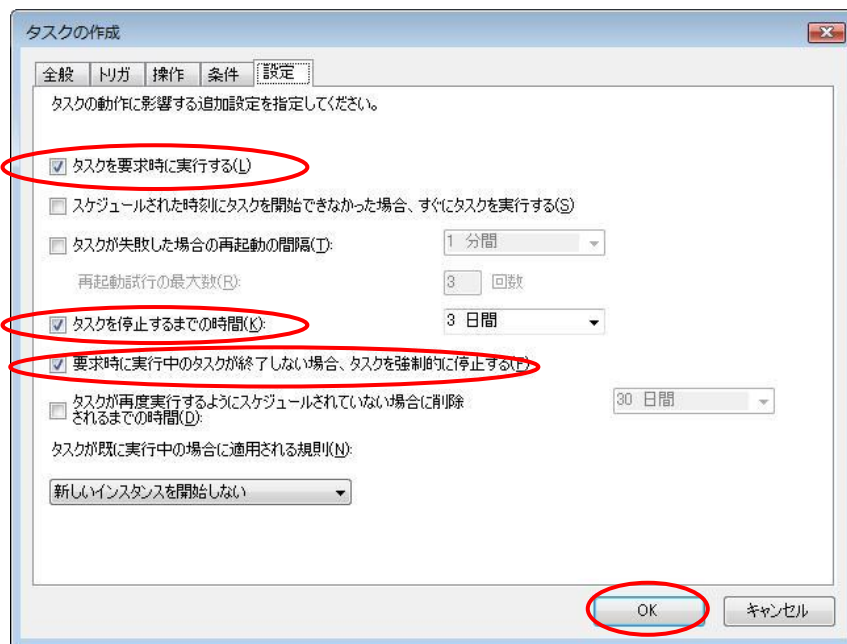 タスクの作成
全般 トリガ 操作 条件 設定
タスクの動作に影響する追加設定を指定してください。
タスクを要求時に実行する(L)
スケジュールされた時刻にタスクを開始できなかった場合、すぐにタスクを実行する(S)
タスクが失敗した場合の再起動の間隔(T): 1 分間
再起動試行の最大数(R): 3 回数
タスクを停止するまでの時間(K): 3 日間
要求時に実行中のタスクが終了しない場合、タスクを強制的に停止する(F)
タスクが再度実行するようにスケジュールされていない場合に削除 30 日間
されるまでの時間(D):
タスクが既に実行中の場合に適用される規則(N):
新しいインスタンスを開始しない
OK キャンセル